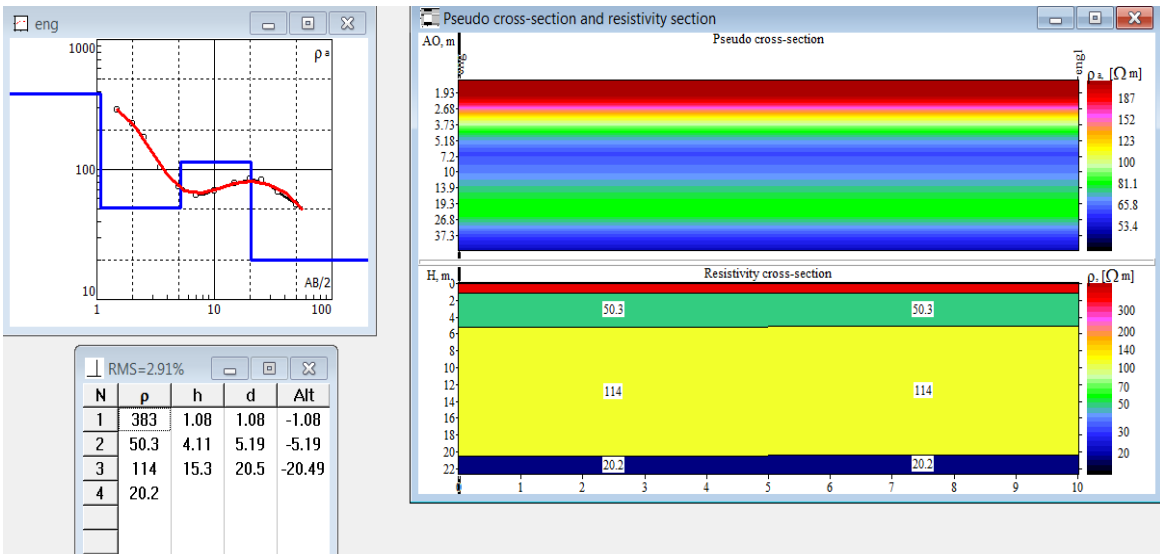 eng
1000
ρ a
100
10
AB/2
1
10
100
RMS=2.91%
N ρ h d Alt
1 383 1.08 1.08 -1.08
2 50.3 4.11 5.19 -5.19
3 114 15.3 20.5 -20.49
4 20.2
Pseudo cross-section and resistivity section
AO, m
Pseudo cross-section
ρ a, [Ω m]
1.93
2.68
3.73
5.18
7.2
10
13.9
19.3
26.8
37.3
187
152
123
100
81.1
65.8
53.4
H, m
Resistivity cross-section
ρ, [Ω m]
0
2
4
6
8
10
12
14
16
18
20
22
50.3 50.3
114 114
20.2 20.2
300
200
140
100
70
50
30
20
0 1 2 3 4 5 6 7 8 9 10